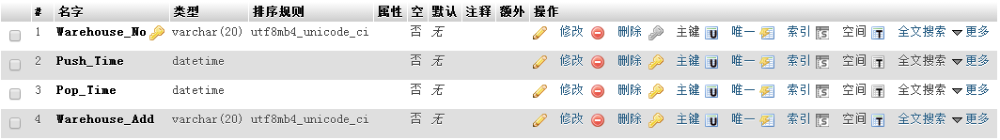 # 名字 类型 排序规则 属性 空 默认 注释 额外 操作
1 Warehouse_No varchar(20) utf8mb4_unicode_ci 否 无 修改 删除 主键 唯一 索引 空间 全文搜索 更多
2 Push_Time datetime 否 无 修改 删除 主键 唯一 索引 空间 全文搜索 更多
3 Pop_Time datetime 否 无 修改 删除 主键 唯一 索引 空间 全文搜索 更多
4 Warehouse_Add varchar(20) utf8mb4_unicode_ci 否 无 修改 删除 主键 唯一 索引 空间 全文搜索 更多